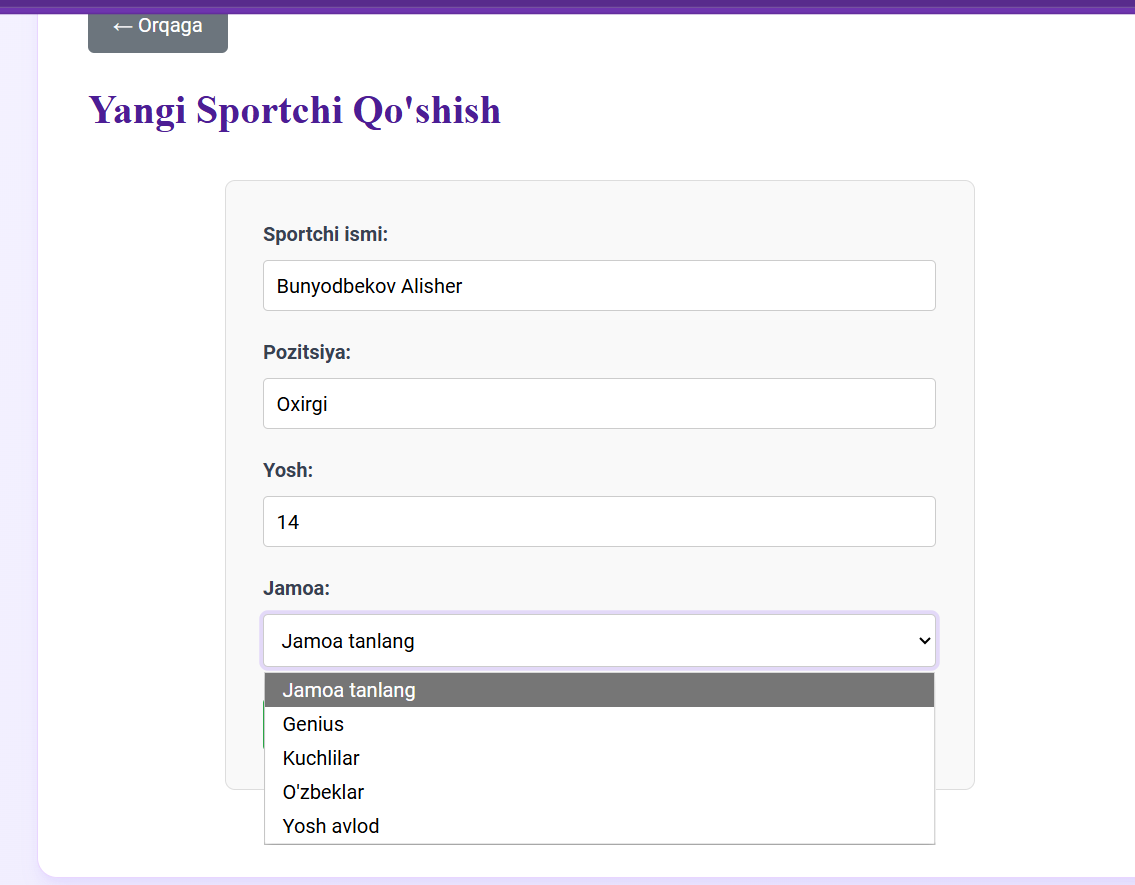 ← Orqaga
Yangi Sportchi Qo'shish
Sportchi ismi:
Bunyodbekov Alisher
Pozitsiya:
Oxirgi
Yosh:
14
Jamoa:
Jamoa tanlang
Jamoa tanlang
Genius
Kuchlilar
O'zbeklar
Yosh avlod